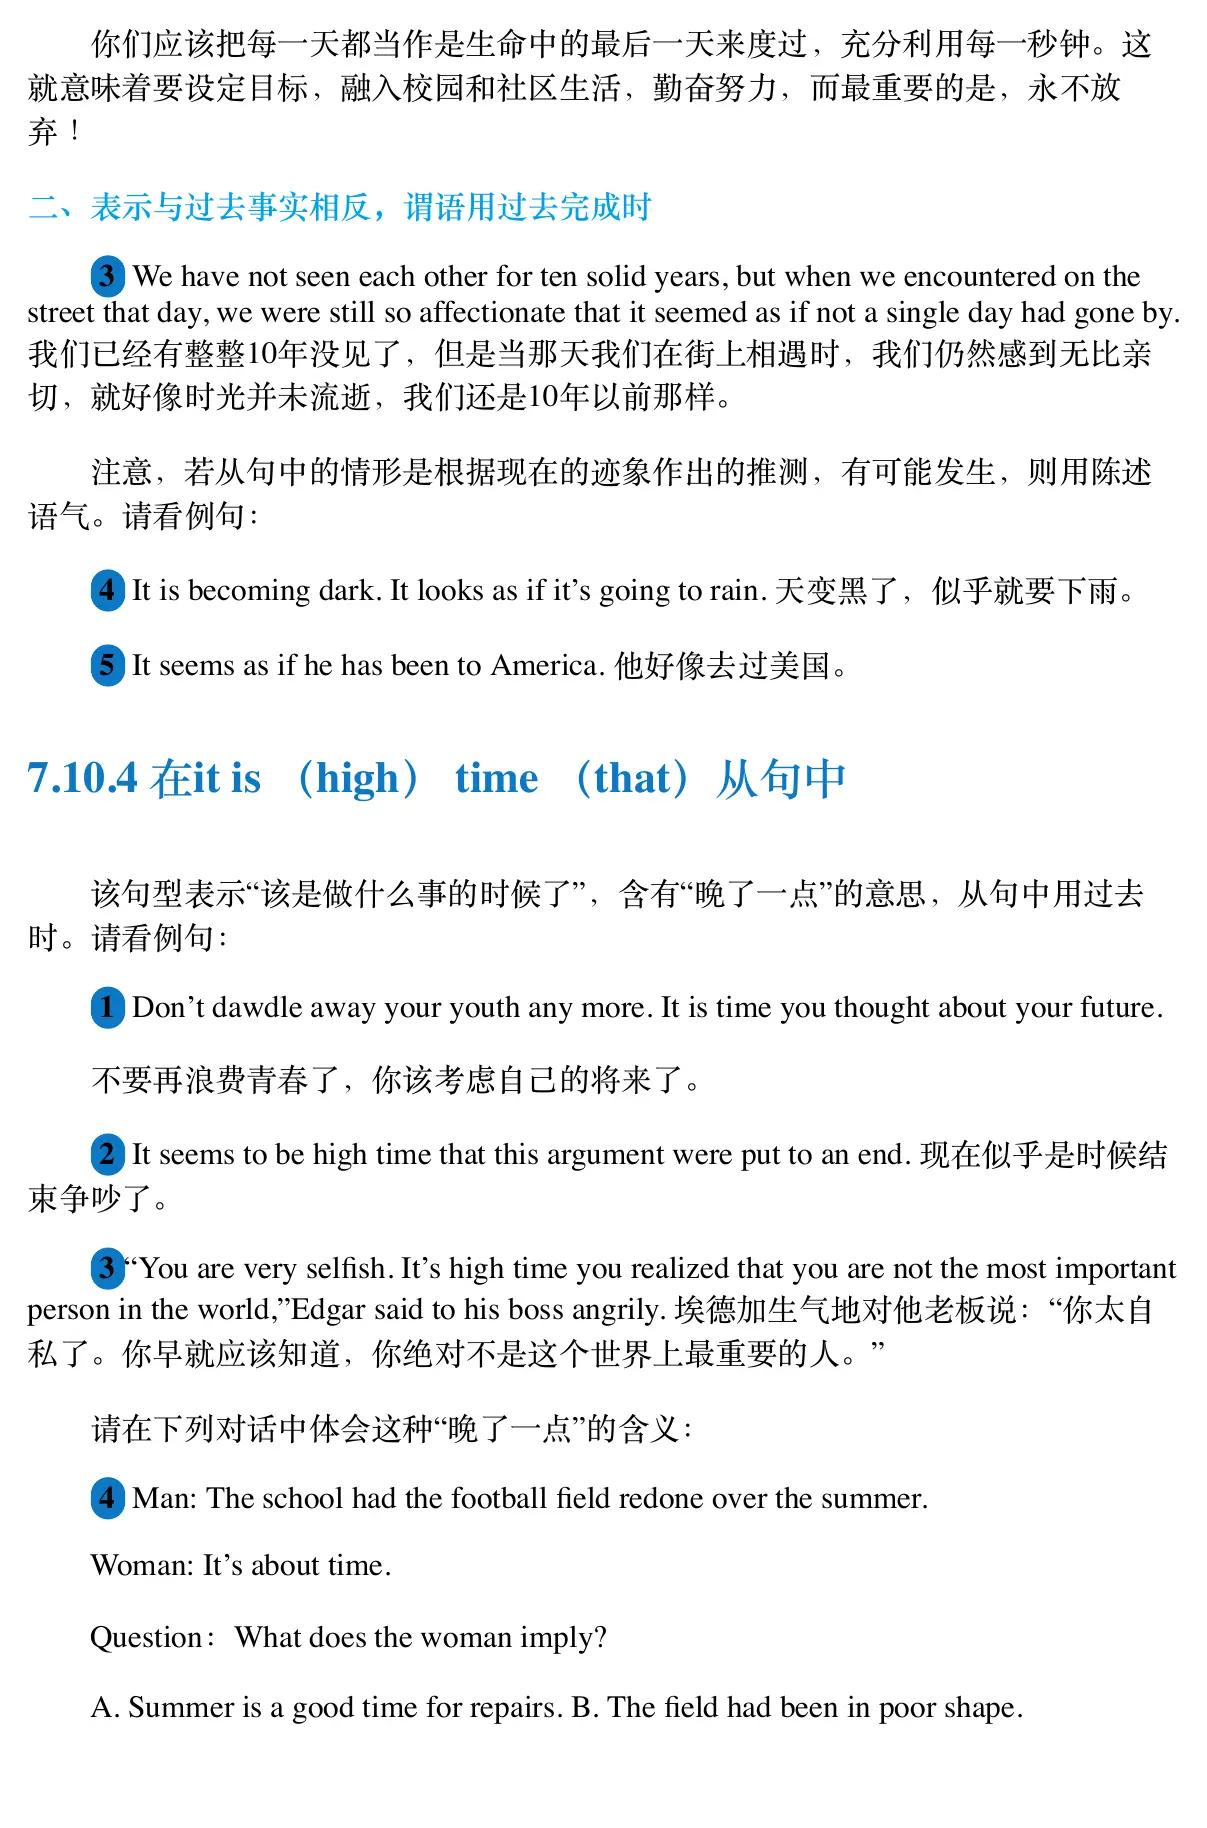 你们应该把每一天都当作是生命中的最后一天来度过，充分利用每一秒钟。这
就意味着要设定目标，融入校园和社区生活，勤奋努力，而最重要的是，永不放
弃！
二、表示与过去事实相反，谓语用过去完成时
3 We have not seen each other for ten solid years, but when we encountered on the
street that day, we were still so affectionate that it seemed as if not a single day had gone by.
我们已经有整整10年没见了，但是当那天我们在街上相遇时，我们仍然感到无比亲
切，就好像时光并未流逝，我们还是10年以前那样。
注意，若从句中的情形是根据现在的迹象作出的推测，有可能发生，则用陈述
语气。请看例句：
4 It is becoming dark. It looks as if it’s going to rain. 天变黑了，似乎就要下雨。
5 It seems as if he has been to America. 他好像去过美国。
7.10.4 在it is （high） time （that）从句中
该句型表示“该是做什么事的时候了”，含有“晚了一点”的意思，从句中用过去
时。请看例句：
1 Don’t dawdle away your youth any more. It is time you thought about your future.
不要再浪费青春了，你该考虑自己的将来了。
2 It seems to be high time that this argument were put to an end. 现在似乎是时候结
束争吵了。
3 “You are very selfish. It’s high time you realized that you are not the most important
person in the world,”Edgar said to his boss angrily. 埃德加生气地对他老板说：“你太自
私了。你早就应该知道，你绝对不是这个世界上最重要的人。”
请在下列对话中体会这种“晚了一点”的含义：
4 Man: The school had the football field redone over the summer.
Woman: It’s about time.
Question：What does the woman imply?
A. Summer is a good time for repairs. B. The field had been in poor shape.